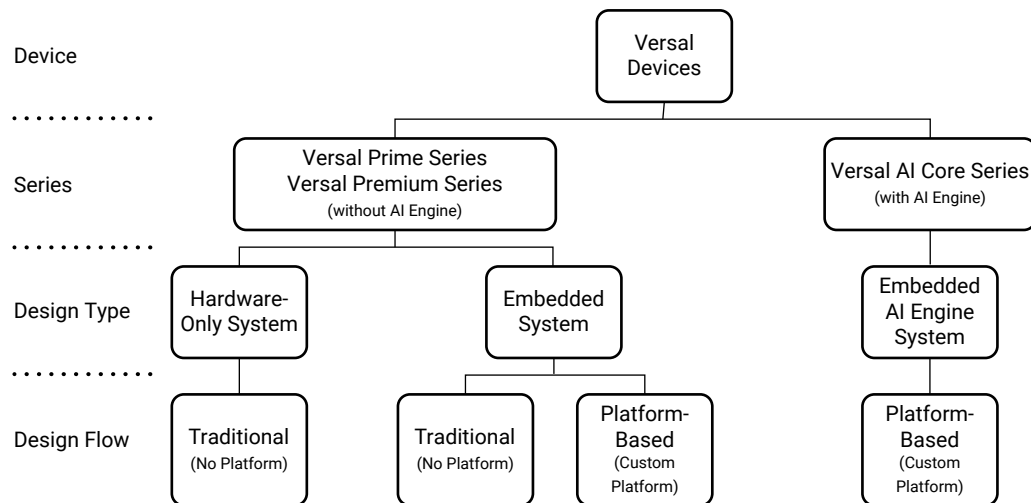 Device
Versal
Devices
Series
Versal Prime Series
Versal Premium Series
(without AI Engine)
Versal AI Core Series
(with AI Engine)
Design Type
Hardware-
Only System
Embedded
System
Embedded
AI Engine
System
Design Flow
Traditional
(No Platform)
Traditional
(No Platform)
Platform-
Based
(Custom
Platform)
Platform-
Based
(Custom
Platform)